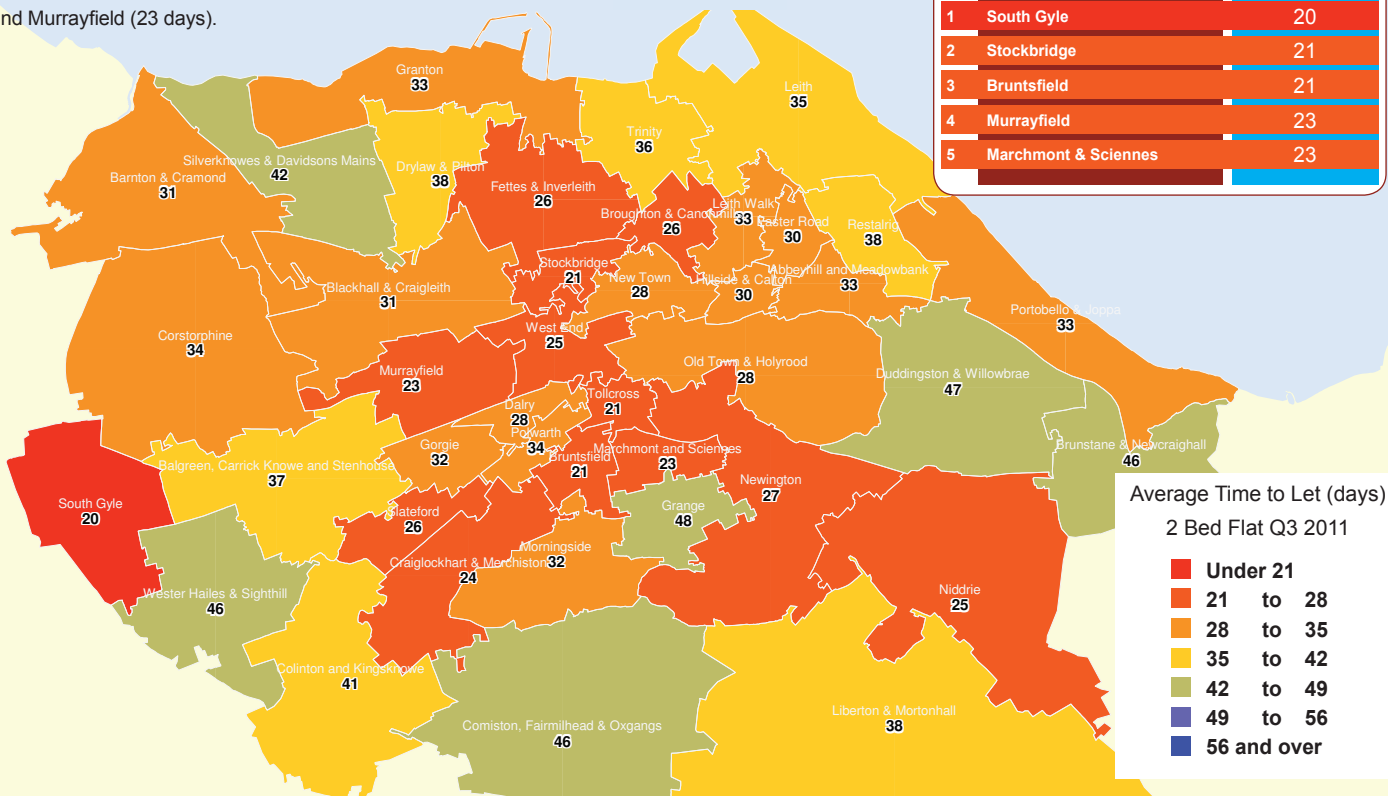 nd Murrayfield (23 days).
1 South Gyle 20
2 Stockbridge 21
3 Bruntsfield 21
4 Murrayfield 23
5 Marchmont & Sciennes 23
Granton
33
Leith
35
Trinity
36
Silverknowes & Davidsons Mains
42
Drylaw & Pilton
38
Barnton & Cramond
31
Fettes & Inverleith
26
Broughton & Canonmills
26
Leith Walk
33
Easter Road
30
Restalrig
38
Stockbridge
21
New Town
28
Hillside & Calton
30
Abbeyhill and Meadowbank
33
Blackhall & Craigleith
31
Portobello & Joppa
33
Corstorphine
34
West End
25
Murrayfield
23
Old Town & Holyrood
28
Duddingston & Willowbrae
47
Tollcross
21
Dalry
28
Polwarth
34
Gorgie
32
Bruntsfield
21
Marchmont and Sciennes
23
Brunstane & Newcraighall
46
Balgreen, Carrick Knowe and Stenhouse
37
Newington
27
South Gyle
20
Grange
48
Slateford
26
Morningside
32
Craiglockhart & Merchiston
24
Wester Hailes & Sighthill
46
Niddrie
25
Colinton and Kingsknowe
41
Comiston, Fairmilhead & Oxgangs
46
Liberton & Mortonhall
38
Average Time to Let (days)
2 Bed Flat Q3 2011
Under 21
21 to 28
28 to 35
35 to 42
42 to 49
49 to 56
56 and over